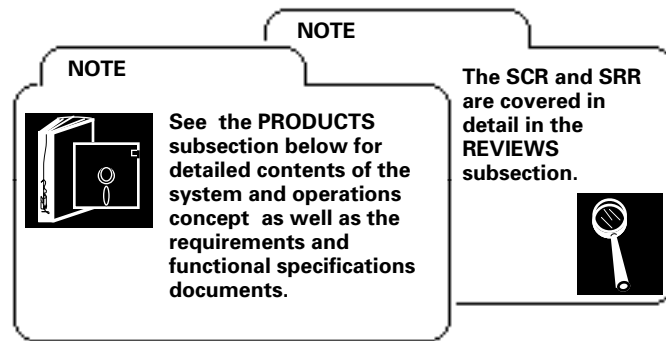 NOTE
See the PRODUCTS
subsection below for
detailed contents of the
system and operations
concept as well as the
requirements and
functional specifications
documents.
NOTE
The SCR and SRR
are covered in
detail in the
REVIEWS
subsection.